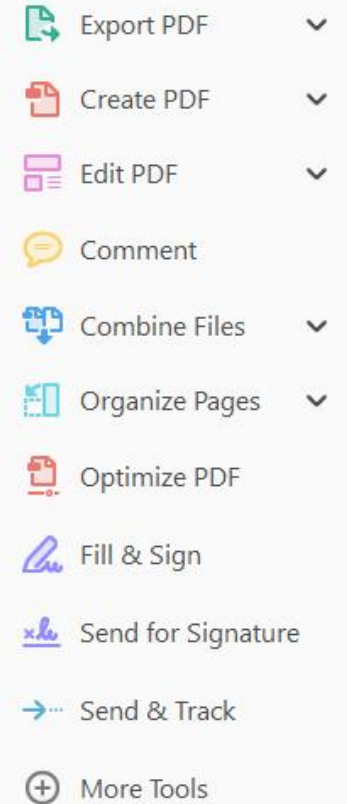 Export PDF
Create PDF
Edit PDF
Comment
Combine Files
Organize Pages
Optimize PDF
Fill & Sign
Send for Signature
Send & Track
More Tools